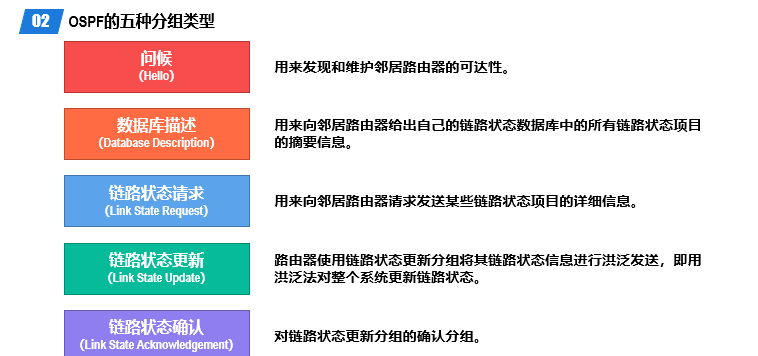 02 OSPF的五种分组类型
问候
(Hello)
用来发现和维护邻居路由器的可达性。
数据库描述
(Database Description)
用来向邻居路由器给出自己的链路状态数据库中的所有链路状态项目
的摘要信息。
链路状态请求
(Link State Request)
用来向邻居路由器请求发送某些链路状态项目的详细信息。
链路状态更新
(Link State Update)
路由器使用链路状态更新分组将其链路状态信息进行洪泛发送，即用
洪泛法对整个系统更新链路状态。
链路状态确认
(Link State Acknowledgement)
对链路状态更新分组的确认分组。